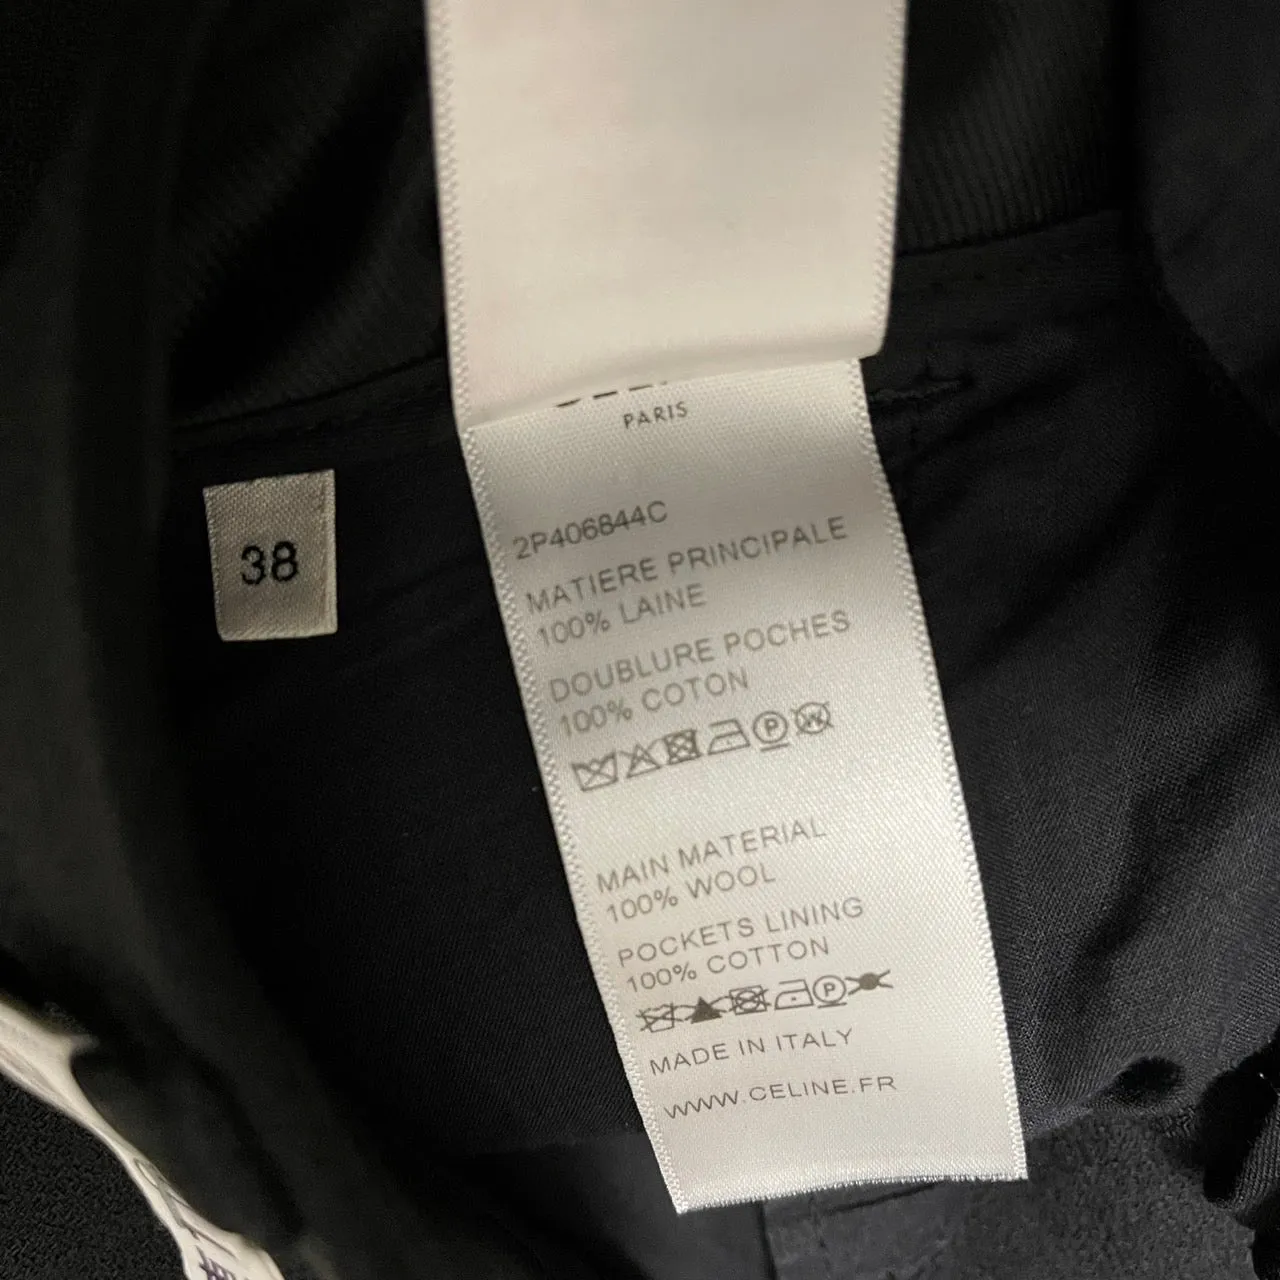 PARIS
38
2P406844C
MATIERE PRINCIPALE
100% LAINE
DOUBLURE POCHES
100% COTON
MAIN MATERIAL
100% WOOL
POCKETS LINING
100% COTTON
MADE IN ITALY
WWW.CELINE.FR